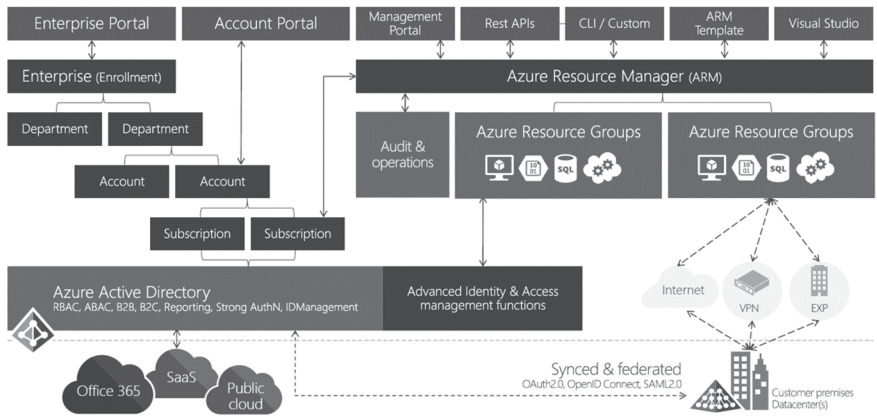 Enterprise Portal
Account Portal
Management
Portal
Rest APIs
CLI / Custom
ARM
Template
Visual Studio
Enterprise (Enrollment)
Azure Resource Manager (ARM)
Department
Department
Audit &
operations
Azure Resource Groups
Azure Resource Groups
10
01
SQL
10
01
SQL
Account
Account
Subscription
Subscription
Azure Active Directory
RBAC, ABAC, B2B, B2C, Reporting, Strong AuthN, IDManagement
Advanced Identity & Access
management functions
Internet
VPN
EXP
Office 365
SaaS
Public
cloud
Synced & federated
OAuth2.0, OpenID Connect, SAML2.0
Customer premises
Datacenter(s)